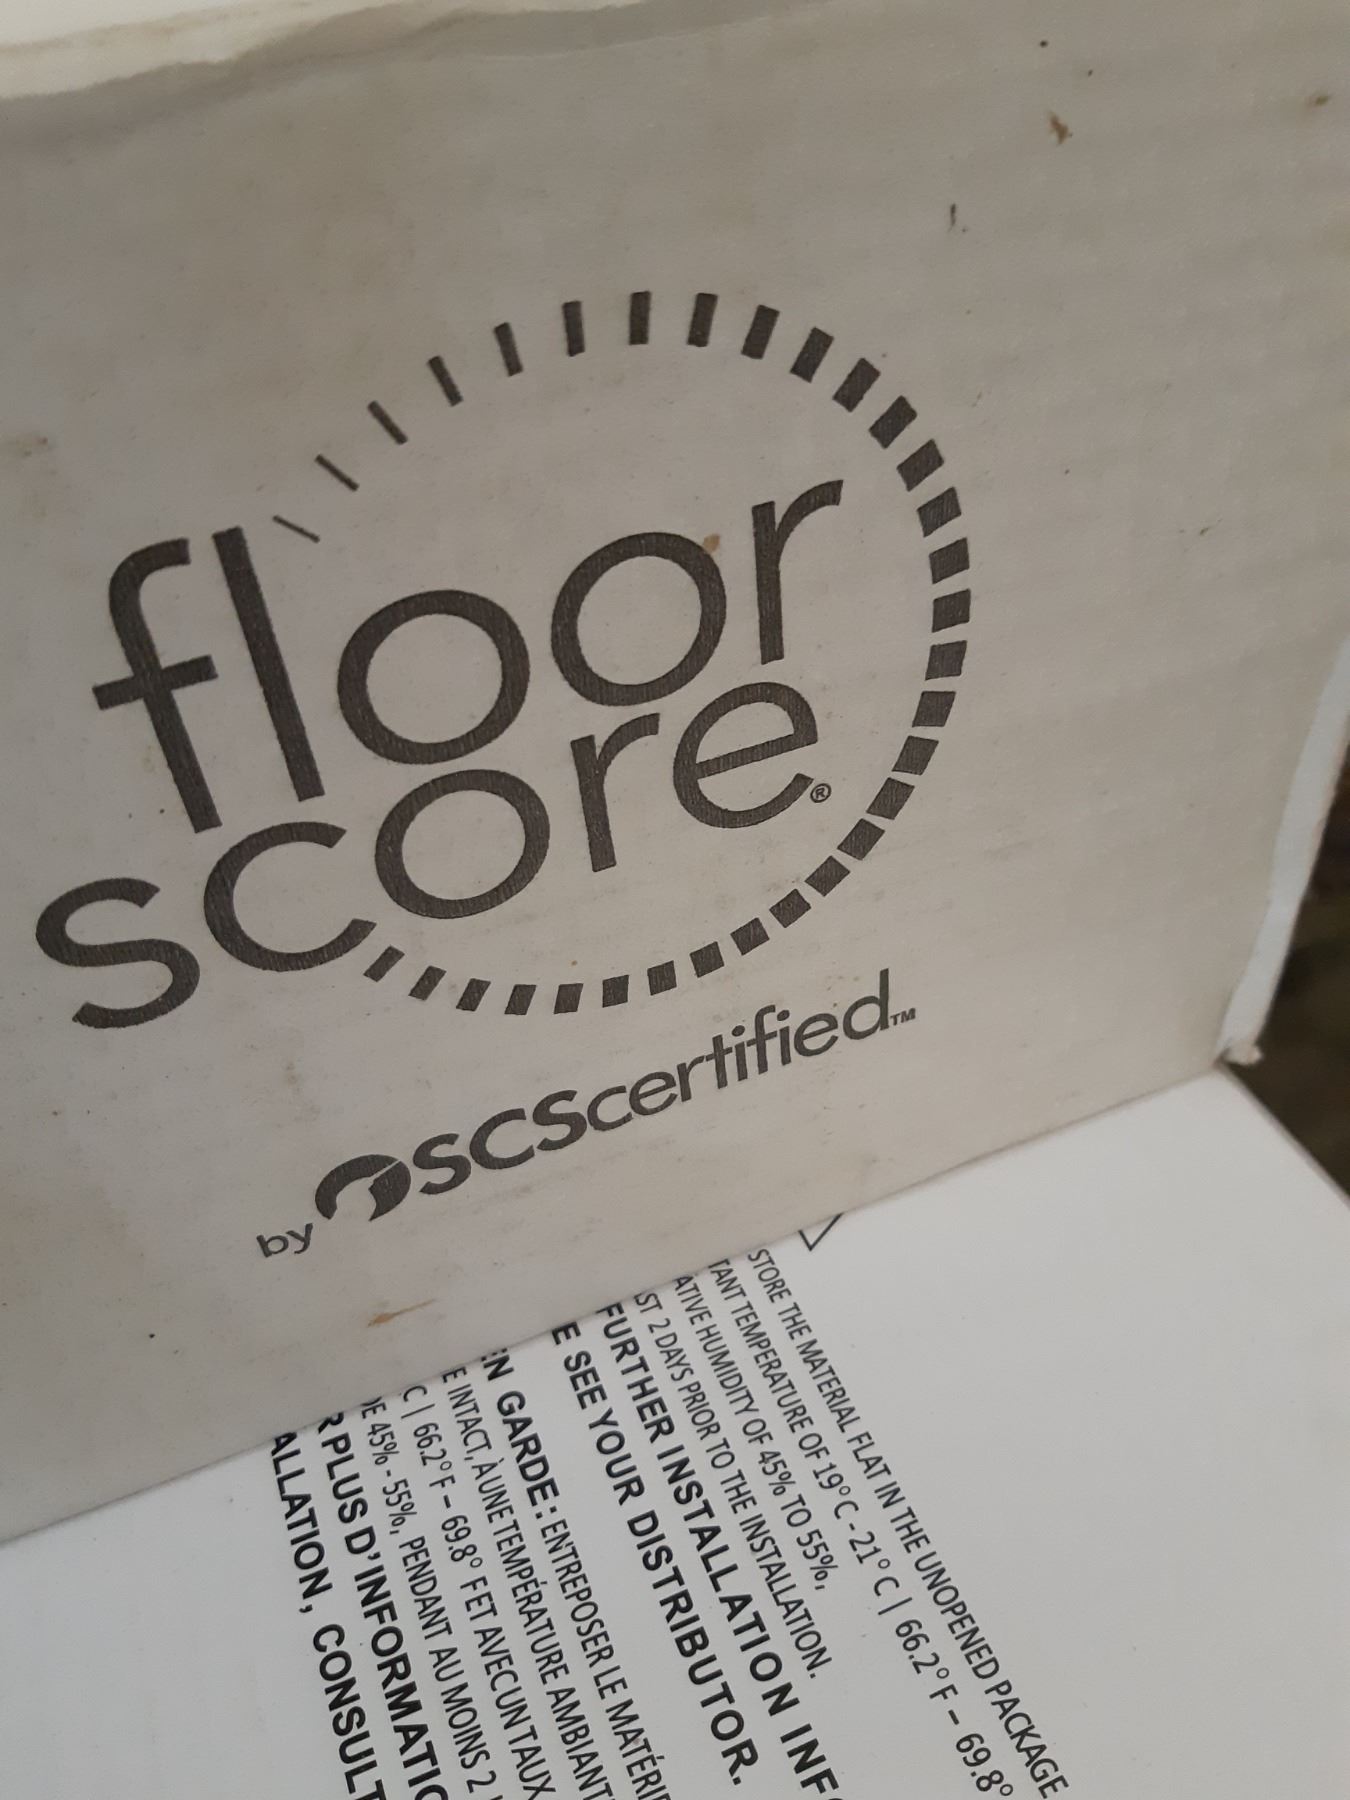 floor
score®
by SCScertified™
STORE THE MATERIAL FLAT IN THE UNOPENED PACKAGE
TANT TEMPERATURE OF 19°C - 21°C | 66.2°F – 69.8°
ATIVE HUMIDITY OF 45% TO 55%,
ST 2 DAYS PRIOR TO THE INSTALLATION.
FURTHER INSTALLATION INF
E SEE YOUR DISTRIBUTOR.
EN GARDE : ENTREPOSER LE MATÉRI
E INTACT, À UNE TEMPÉRATURE AMBIANT
C | 66.2°F – 69.8° F ET AVEC UN TAUX
DE 45% - 55%, PENDANT AU MOINS 2
R PLUS D'INFORMATIO
ALLATION, CONSULT